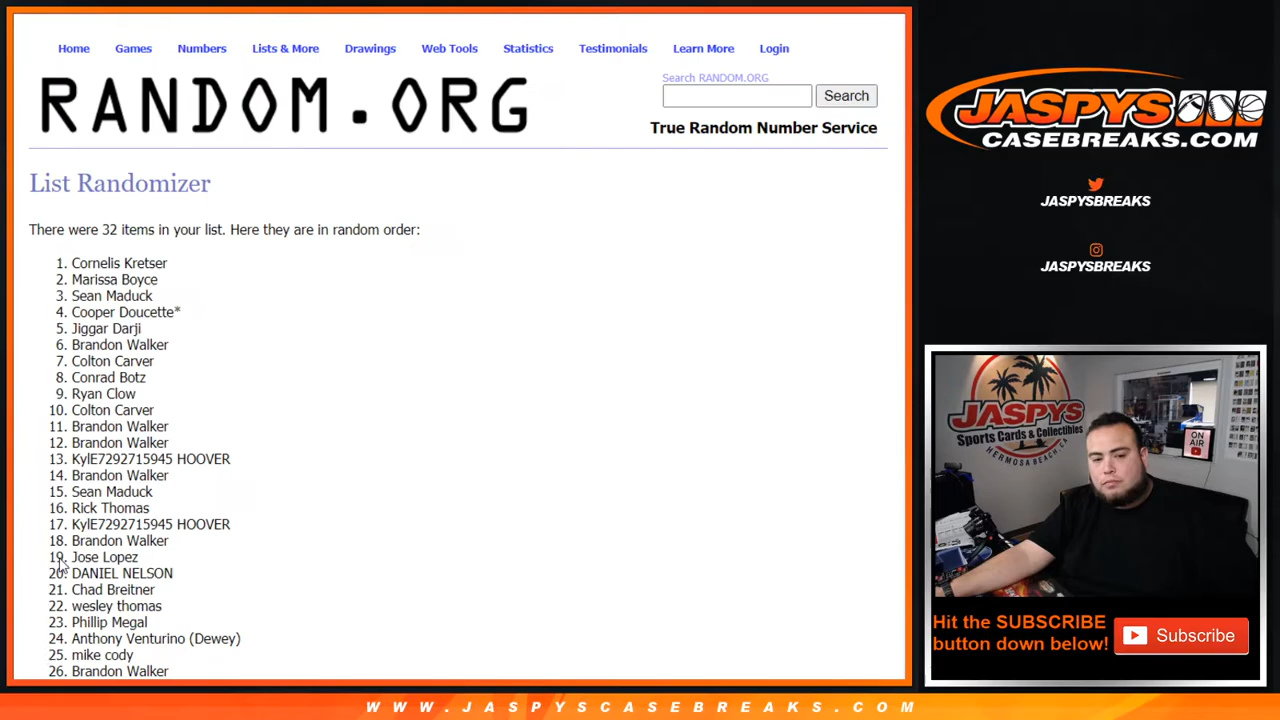 Home Games Numbers Lists & More Drawings Web Tools Statistics Testimonials Learn More Login
RANDOM.ORG
Search RANDOM.ORG
Search
True Random Number Service
List Randomizer
There were 32 items in your list. Here they are in random order:
1. Cornelis Kretser
2. Marissa Boyce
3. Sean Maduck
4. Cooper Doucette*
5. Jiggar Darji
6. Brandon Walker
7. Colton Carver
8. Conrad Botz
9. Ryan Clow
10. Colton Carver
11. Brandon Walker
12. Brandon Walker
13. KylE7292715945 HOOVER
14. Brandon Walker
15. Sean Maduck
16. Rick Thomas
17. KylE7292715945 HOOVER
18. Brandon Walker
19. Jose Lopez
20. DANIEL NELSON
21. Chad Breitner
22. wesley thomas
23. Phillip Megal
24. Anthony Venturino (Dewey)
25. mike cody
26. Brandon Walker
JASPYS
CASEBREAKS.COM
JASPYSBREAKS
JASPYSBREAKS
JASPYS
Sports Cards & Collectibles
HERMOSA BEACH, CA
ON AIR
Hit the SUBSCRIBE
button down below!
Subscribe
WWW.JASPYSCASEBREAKS.COM